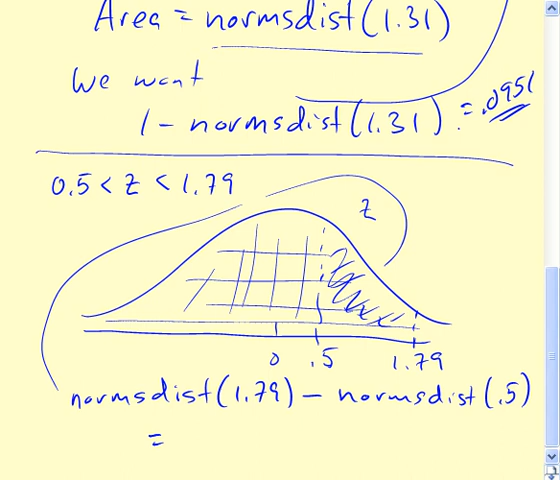 Area = normsdist(1.31)
We want
1 - normsdist(1.31) = .0951
0.5 < Z < 1.79
Z
0 .5 1.79
normsdist(1.79) - normsdist(.5)
=